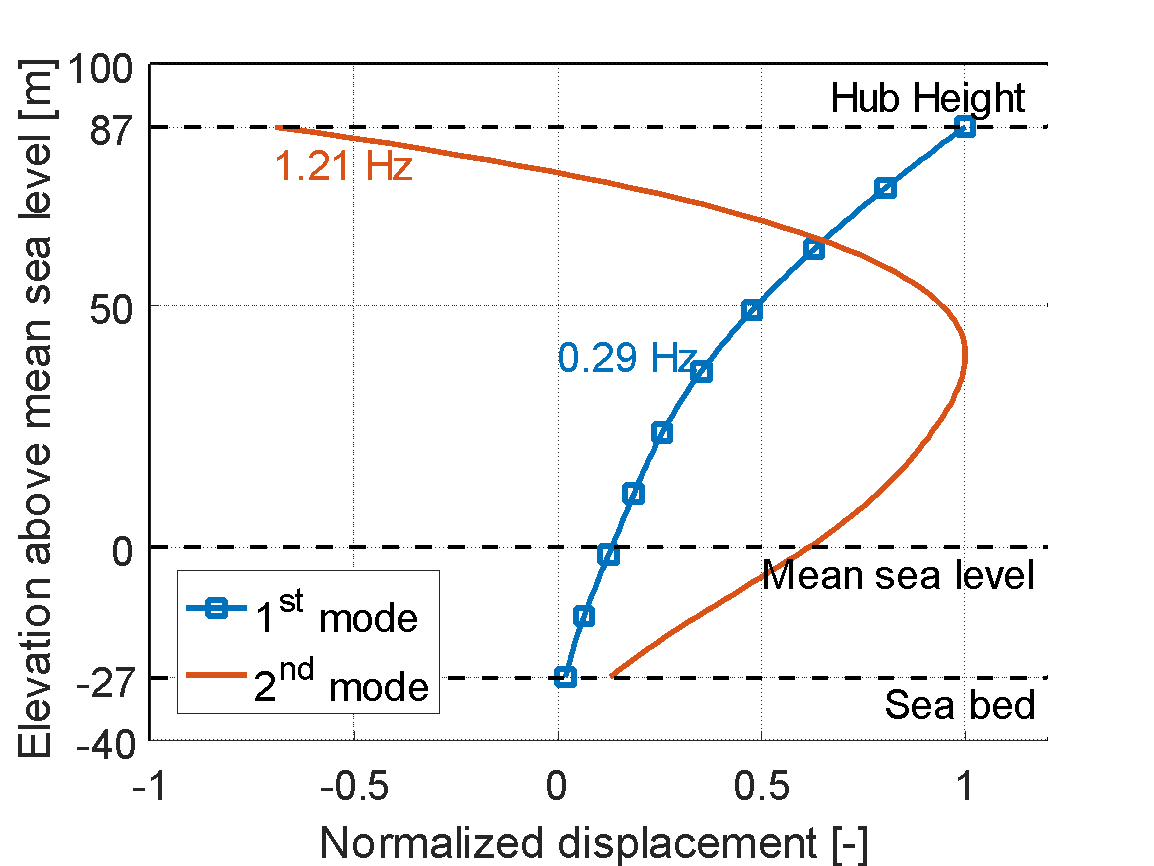 Elevation above mean sea level [m]
100
87
50
0
-27
-40
Hub Height
1.21 Hz
0.29 Hz
Mean sea level
Sea bed
1st mode
2nd mode
-1
-0.5
0
0.5
1
Normalized displacement [-]